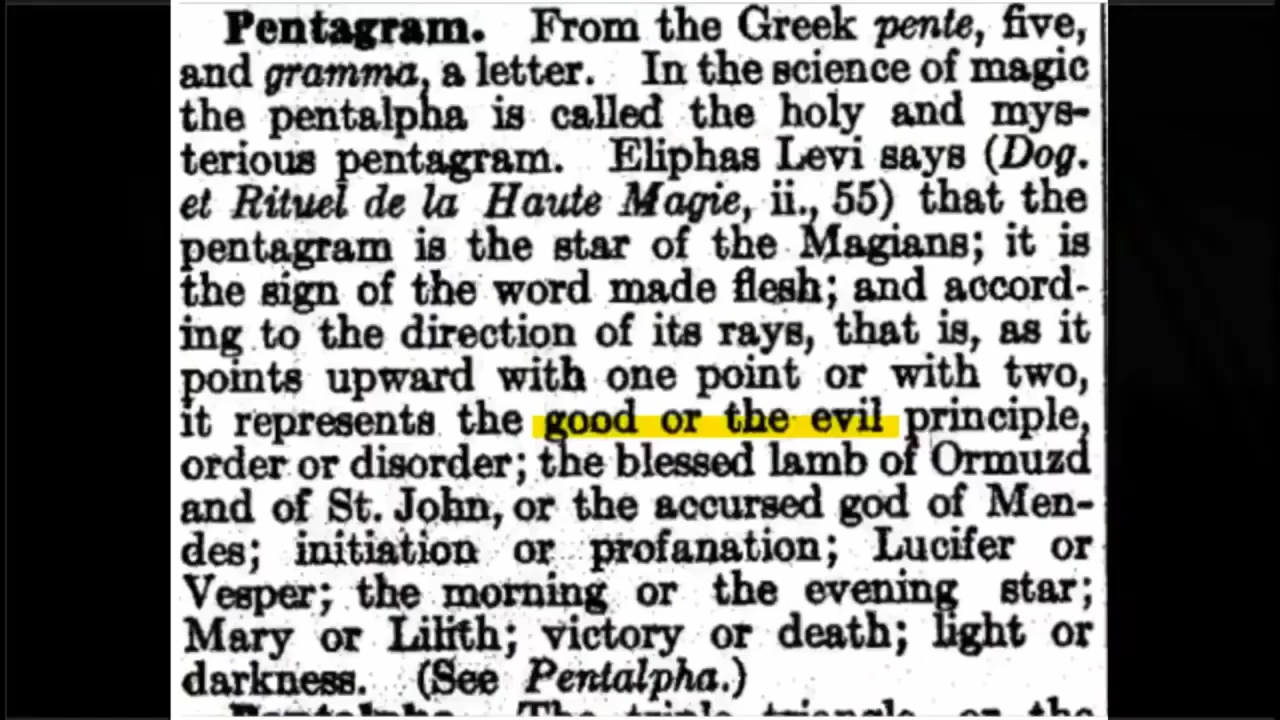 Pentagram. From the Greek pente, five,
and gramma, a letter. In the science of magic
the pentalpha is called the holy and mys-
terious pentagram. Eliphas Levi says (Dog.
et Rituel de la Haute Magie, ii., 55) that the
pentagram is the star of the Magians; it is
the sign of the word made flesh; and accord-
ing to the direction of its rays, that is, as it
points upward with one point or with two,
it represents the good or the evil principle,
order or disorder; the blessed lamb of Ormuzd
and of St. John, or the accursed god of Men-
des; initiation or profanation; Lucifer or
Vesper; the morning or the evening star;
Mary or Lilith; victory or death; light or
darkness. (See Pentalpha.)
Pentalpha. The triple triangle, or the